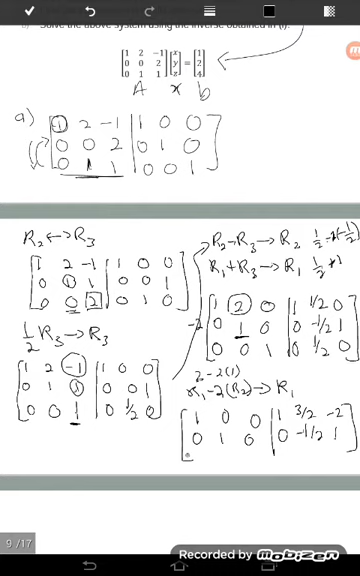 Solve the above system using the inverse obtained in (i).
[1 2 -1; 0 0 2; 0 1 1] [x; y; z] = [1; 2; 4]
A x b
a) [1 2 -1 | 1 0 0]
[0 0 2 | 0 1 0]
[0 1 1 | 0 0 1]
R2 ↔ R3
[1 2 -1 | 1 0 0]
[0 1 1 | 0 0 1]
[0 0 2 | 0 1 0]
1/2 R3 → R3
[1 2 -1 | 1 0 0]
[0 1 1 | 0 0 1]
[0 0 1 | 0 1/2 0]
R2 - R3 → R2
R1 + R3 → R1
[1 2 0 | 1 1/2 0]
-2 [0 1 0 | 0 -1/2 1]
[0 0 1 | 0 1/2 0]
2 - 2(1)
R1 - 2(R2) → R1
[1 0 0 | 1 3/2 -2]
[0 1 0 | 0 -1/2 1]
[0
9 / 17
Recorded by Mobizen